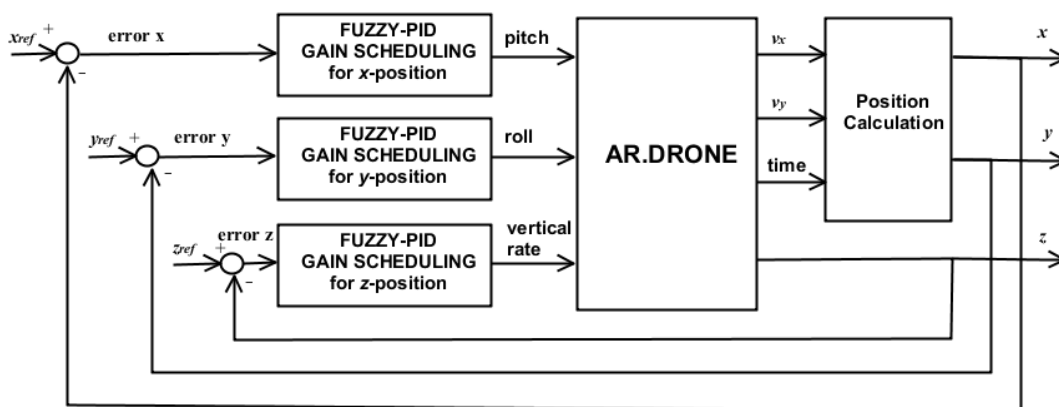 xref
+
-
error x
FUZZY-PID
GAIN SCHEDULING
for x-position
pitch
yref
+
-
error y
FUZZY-PID
GAIN SCHEDULING
for y-position
roll
zref
+
-
error z
FUZZY-PID
GAIN SCHEDULING
for z-position
vertical
rate
AR.DRONE
vx
vy
time
Position
Calculation
x
y
z